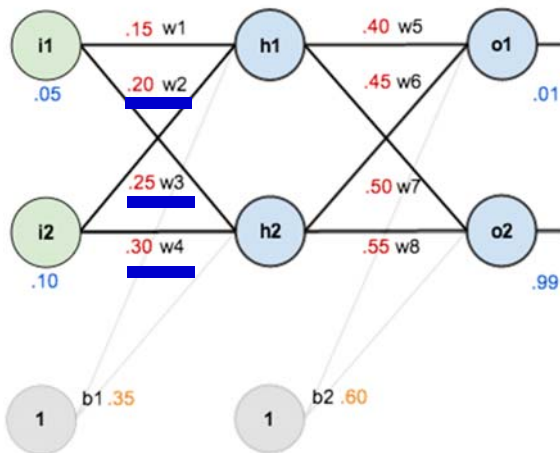 i1 .15 w1 h1 .40 w5 o1
.05 .20 w2 .45 w6 .01
.25 w3 .50 w7
i2 .30 w4 h2 .55 w8 o2
.10 .99
1 b1 .35 1 b2 .60